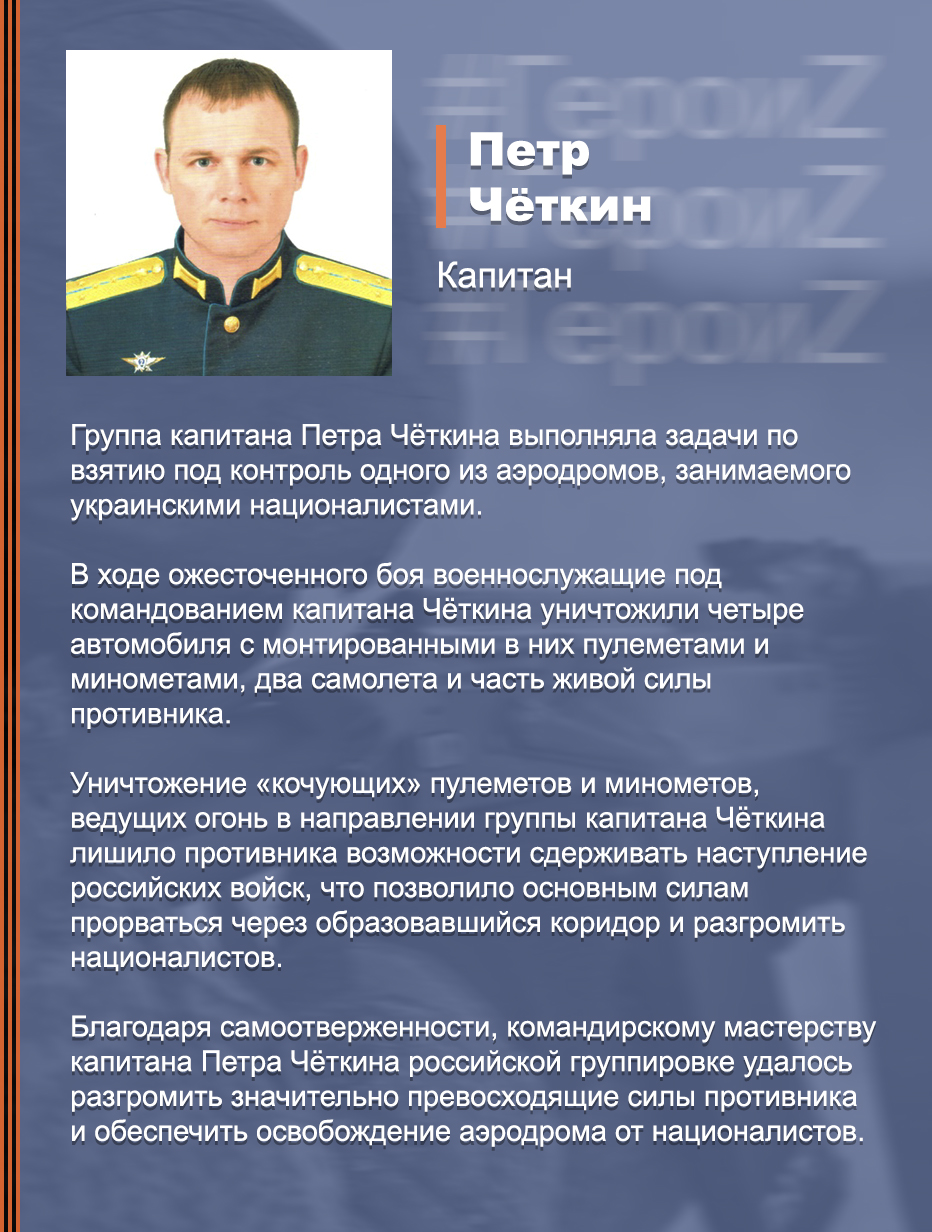 #ГероиZ
Петр
Чёткин
#ГероиZ
Капитан
#ГероиZ
Группа капитана Петра Чёткина выполняла задачи по
взятию под контроль одного из аэродромов, занимаемого
украинскими националистами.
В ходе ожесточенного боя военнослужащие под
командованием капитана Чёткина уничтожили четыре
автомобиля с монтированными в них пулеметами и
минометами, два самолета и часть живой силы
противника.
Уничтожение «кочующих» пулеметов и минометов,
ведущих огонь в направлении группы капитана Чёткина
лишило противника возможности сдерживать наступление
российских войск, что позволило основным силам
прорваться через образовавшийся коридор и разгромить
националистов.
Благодаря самоотверженности, командирскому мастерству
капитана Петра Чёткина российской группировке удалось
разгромить значительно превосходящие силы противника
и обеспечить освобождение аэродрома от националистов.